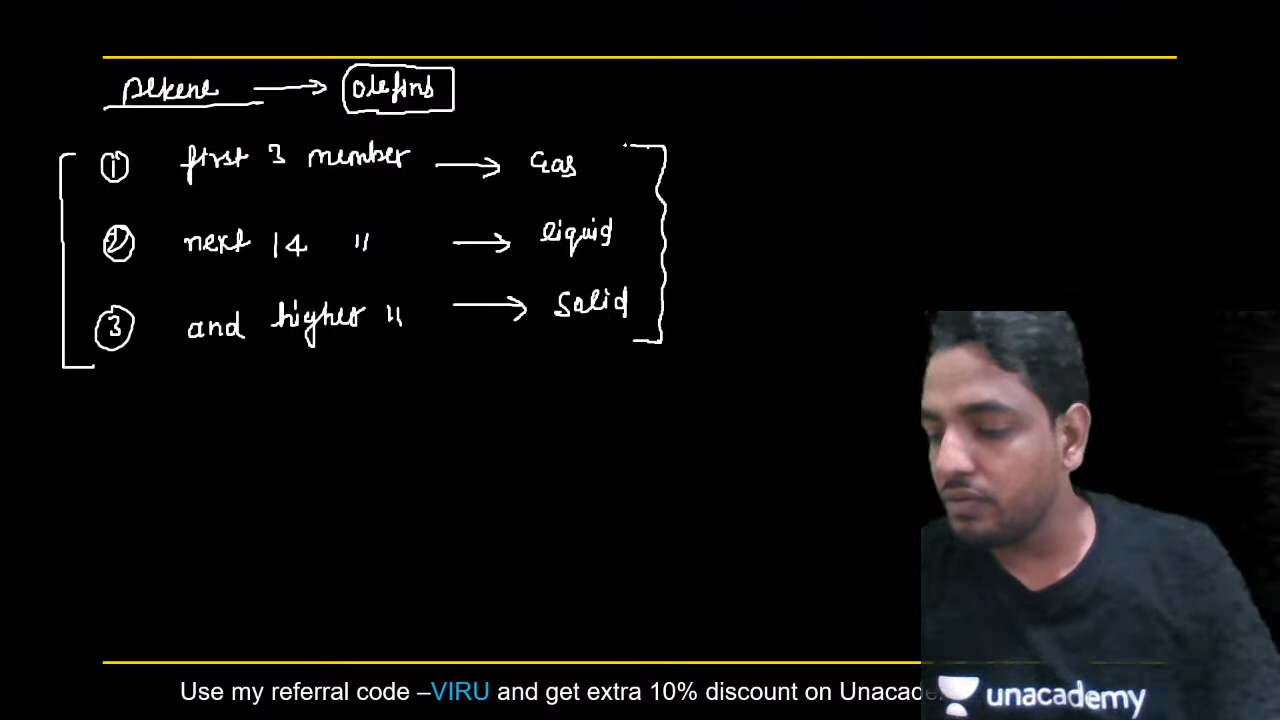 Alkene → Olefins
① first 3 member → Gas
② next 14 " → liquid
③ and higher " → Solid
Use my referral code –VIRU and get extra 10% discount on Unacade
unacademy